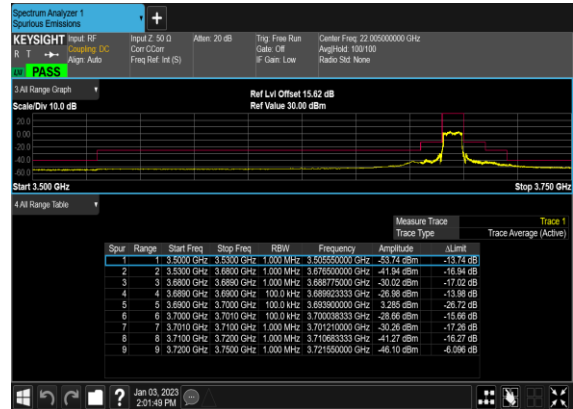 Spectrum Analyzer 1
Spurious Emissions
KEYSIGHT Input: RF Input Z: 50 Ω Atten: 20 dB Trig: Free Run Center Freq: 22.005000000 GHz
R T Coupling: DC Corr CCorr Gate: Off Avg|Hold: 100/100
Align: Auto Freq Ref: Int (S) IF Gain: Low Radio Std: None
LW PASS
3 All Range Graph
Ref Lvl Offset 15.62 dB
Scale/Div 10.0 dB Ref Value 30.00 dBm
20.0
0.00
-20.0
-40.0
-60.0
Start 3.500 GHz Stop 3.750 GHz
4 All Range Table
Measure Trace Trace 1
Trace Type Trace Average (Active)
Spur Range Start Freq Stop Freq RBW Frequency Amplitude ΔLimit
1 1 3.5000 GHz 3.5300 GHz 1.000 MHz 3.505550000 GHz -53.74 dBm -13.74 dB
2 2 3.5300 GHz 3.6800 GHz 1.000 MHz 3.676500000 GHz -41.94 dBm -16.94 dB
3 3 3.6800 GHz 3.6890 GHz 1.000 MHz 3.688775000 GHz -30.02 dBm -17.02 dB
4 4 3.6890 GHz 3.6900 GHz 100.0 kHz 3.689923333 GHz -26.98 dBm -13.98 dB
5 5 3.6900 GHz 3.7000 GHz 100.0 kHz 3.693900000 GHz 3.285 dBm -26.72 dB
6 6 3.7000 GHz 3.7010 GHz 100.0 kHz 3.700038333 GHz -28.66 dBm -15.66 dB
7 7 3.7010 GHz 3.7100 GHz 1.000 MHz 3.701210000 GHz -30.26 dBm -17.26 dB
8 8 3.7100 GHz 3.7200 GHz 1.000 MHz 3.710683333 GHz -41.27 dBm -16.27 dB
9 9 3.7200 GHz 3.7500 GHz 1.000 MHz 3.721550000 GHz -46.10 dBm -6.096 dB
Jan 03, 2023
2:01:49 PM